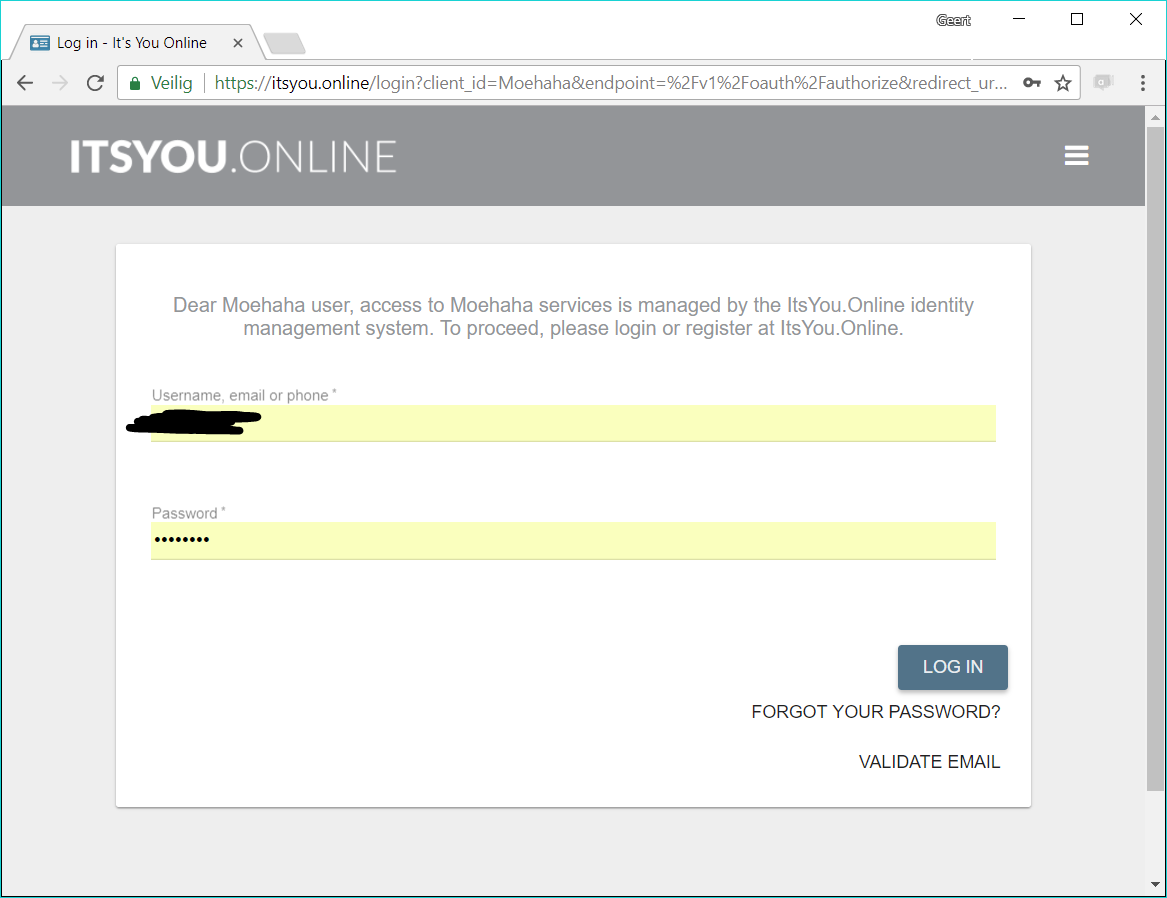 Geert
Log in - It's You Online
Veilig
https://itsyou.online/login?client_id=Moehaha&endpoint=%2Fv1%2Foauth%2Fauthorize&redirect_ur...
ITSYOU.ONLINE
Dear Moehaha user, access to Moehaha services is managed by the ItsYou.Online identity
management system. To proceed, please login or register at ItsYou.Online.
Username, email or phone *
Password *
••••••••
LOG IN
FORGOT YOUR PASSWORD?
VALIDATE EMAIL